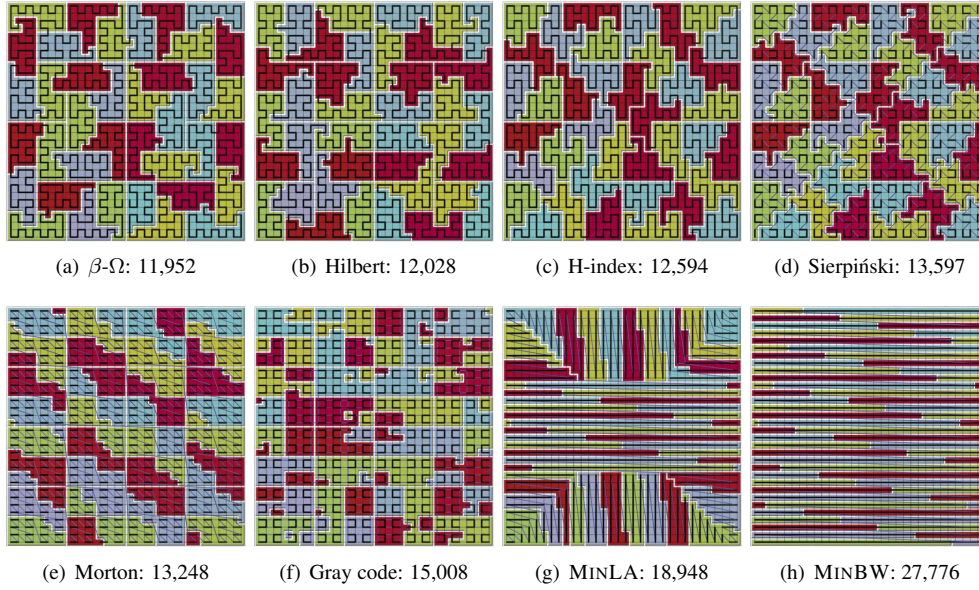 (a) β-Ω: 11,952
(b) Hilbert: 12,028
(c) H-index: 12,594
(d) Sierpiński: 13,597
(e) Morton: 13,248
(f) Gray code: 15,008
(g) MINLA: 18,948
(h) MINBW: 27,776